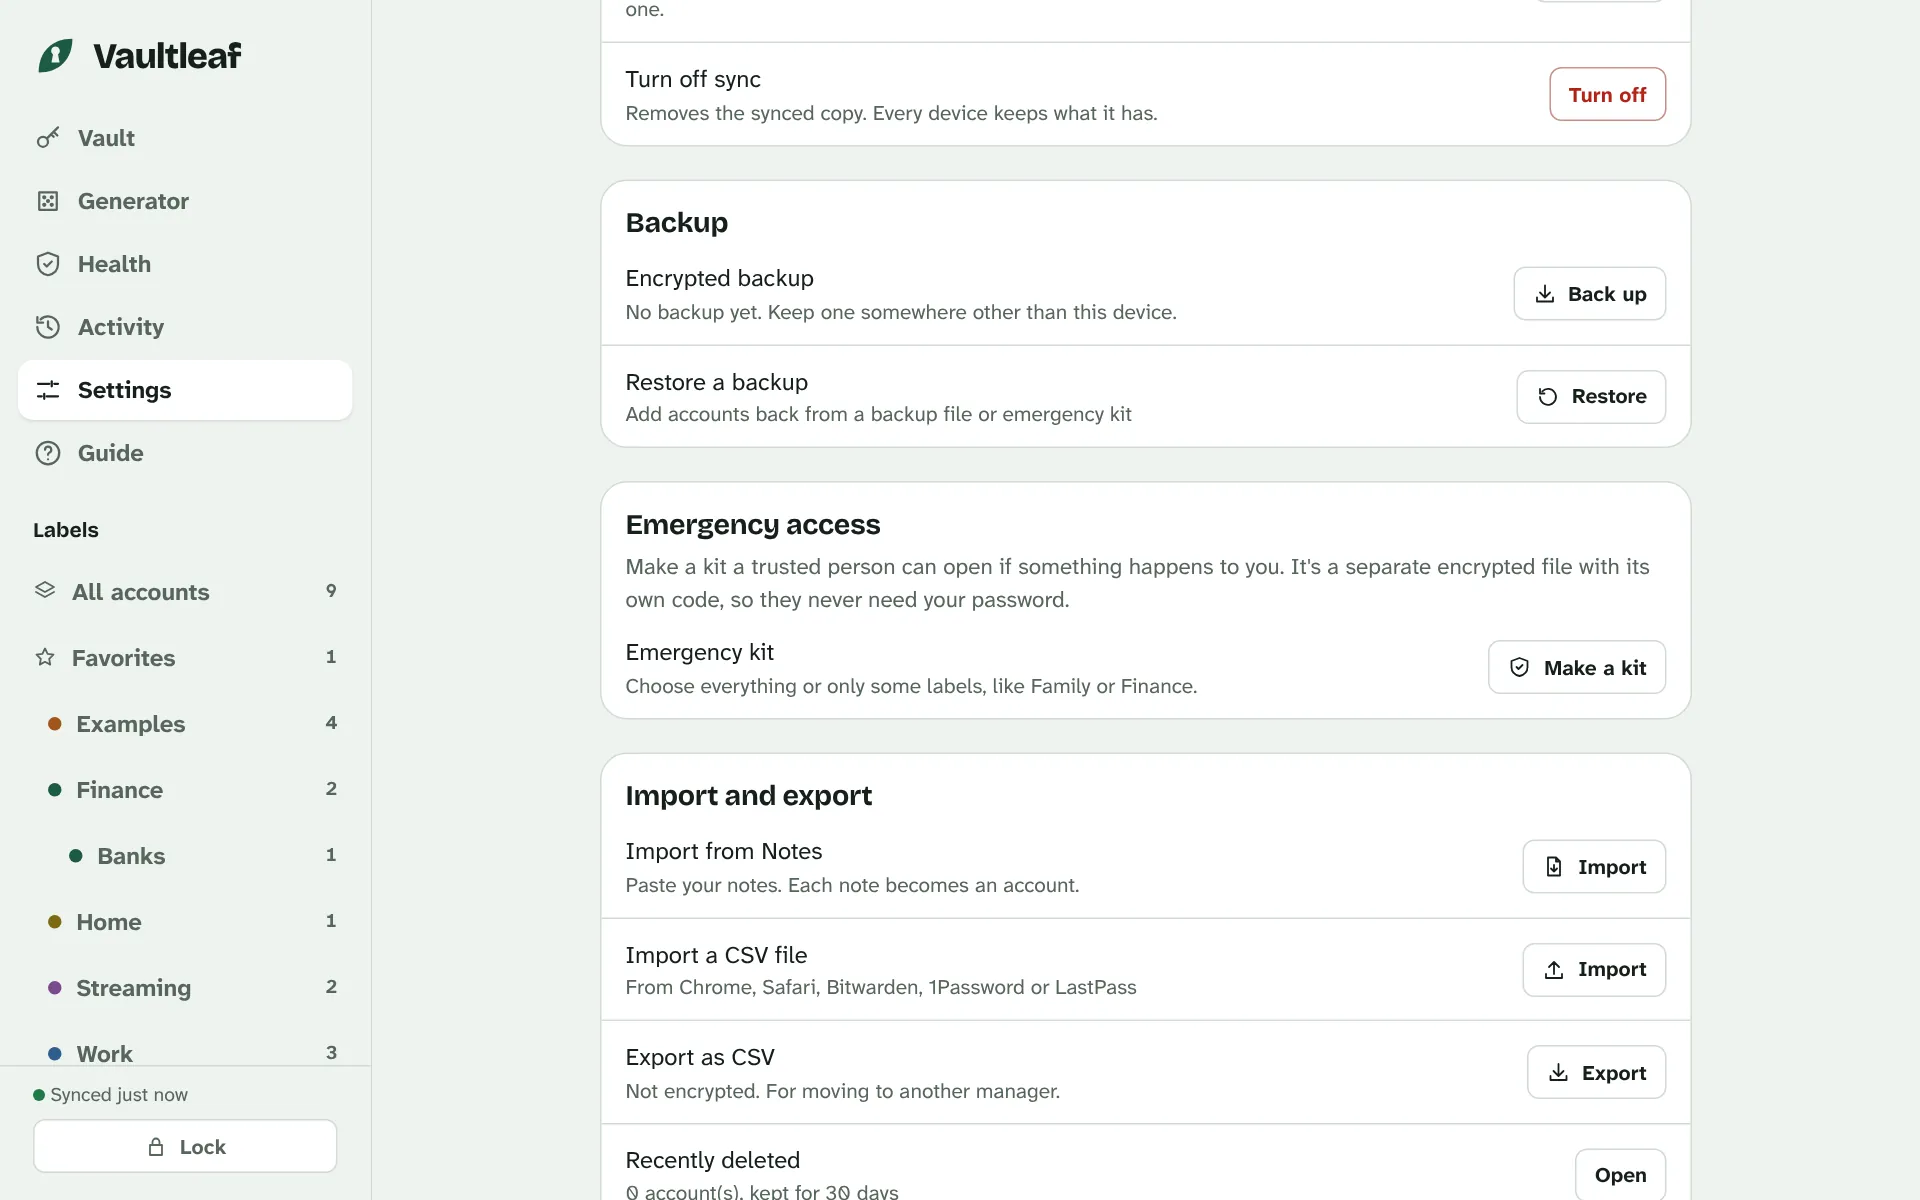 Vaultleaf
Vault
Generator
Health
Activity
Settings
Guide
Labels
All accounts 9
Favorites 1
Examples 4
Finance 2
Banks 1
Home 1
Streaming 2
Work 3
Synced just now
Lock
one.
Turn off sync
Removes the synced copy. Every device keeps what it has.
Turn off
Backup
Encrypted backup
No backup yet. Keep one somewhere other than this device.
Back up
Restore a backup
Add accounts back from a backup file or emergency kit
Restore
Emergency access
Make a kit a trusted person can open if something happens to you. It's a separate encrypted file with its
own code, so they never need your password.
Emergency kit
Choose everything or only some labels, like Family or Finance.
Make a kit
Import and export
Import from Notes
Paste your notes. Each note becomes an account.
Import
Import a CSV file
From Chrome, Safari, Bitwarden, 1Password or LastPass
Import
Export as CSV
Not encrypted. For moving to another manager.
Export
Recently deleted
0 account(s), kept for 30 days
Open